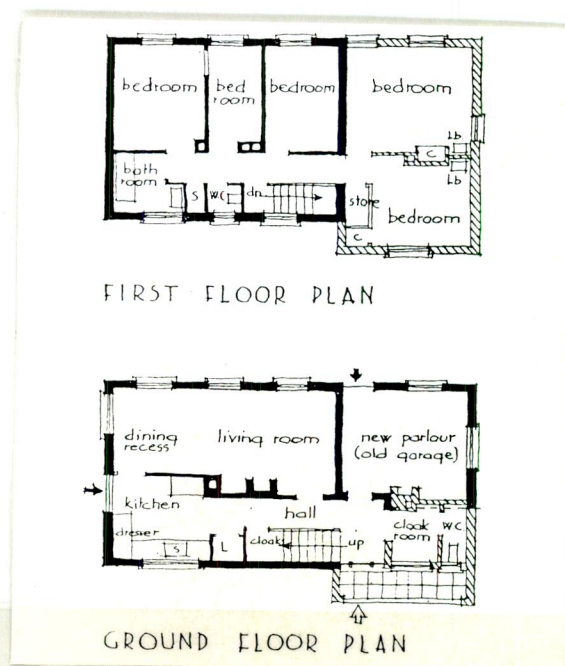 bedroom
bed
room
bedroom
bedroom
bath
room
S
WC
dn
store
C
Lb
Lb
bedroom
C
FIRST FLOOR PLAN
dining
recess
living room
new parlour
(old garage)
kitchen
hall
dresser
S
L
cloaks
up
cloak
room
WC
GROUND FLOOR PLAN